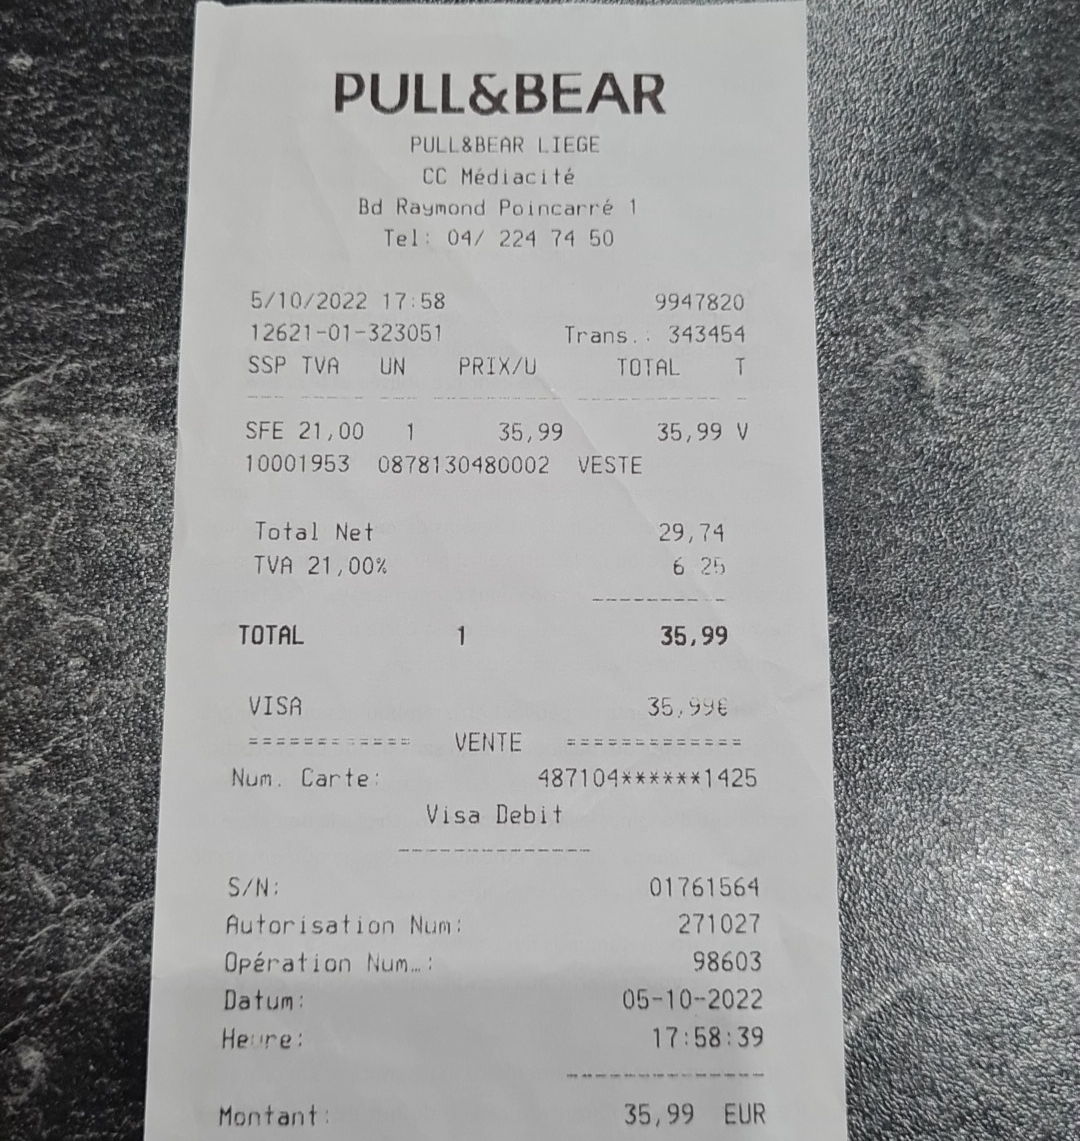 PULL&BEAR
PULL&BEAR LIEGE
CC Médiacité
Bd Raymond Poincarré 1
Tel: 04/ 224 74 50
5/10/2022 17:58 9947820
12621-01-323051 Trans.: 343454
SSP TVA UN PRIX/U TOTAL T
SFE 21,00 1 35,99 35,99 V
10001953 0878130480002 VESTE
Total Net 29,74
TVA 21,00% 6 25
TOTAL 1 35,99
VISA 35,99€
============ VENTE =============
Num. Carte: 487104******1425
Visa Debit
S/N: 01761564
Autorisation Num: 271027
Opération Num…: 98603
Datum: 05-10-2022
Heure: 17:58:39
Montant: 35,99 EUR